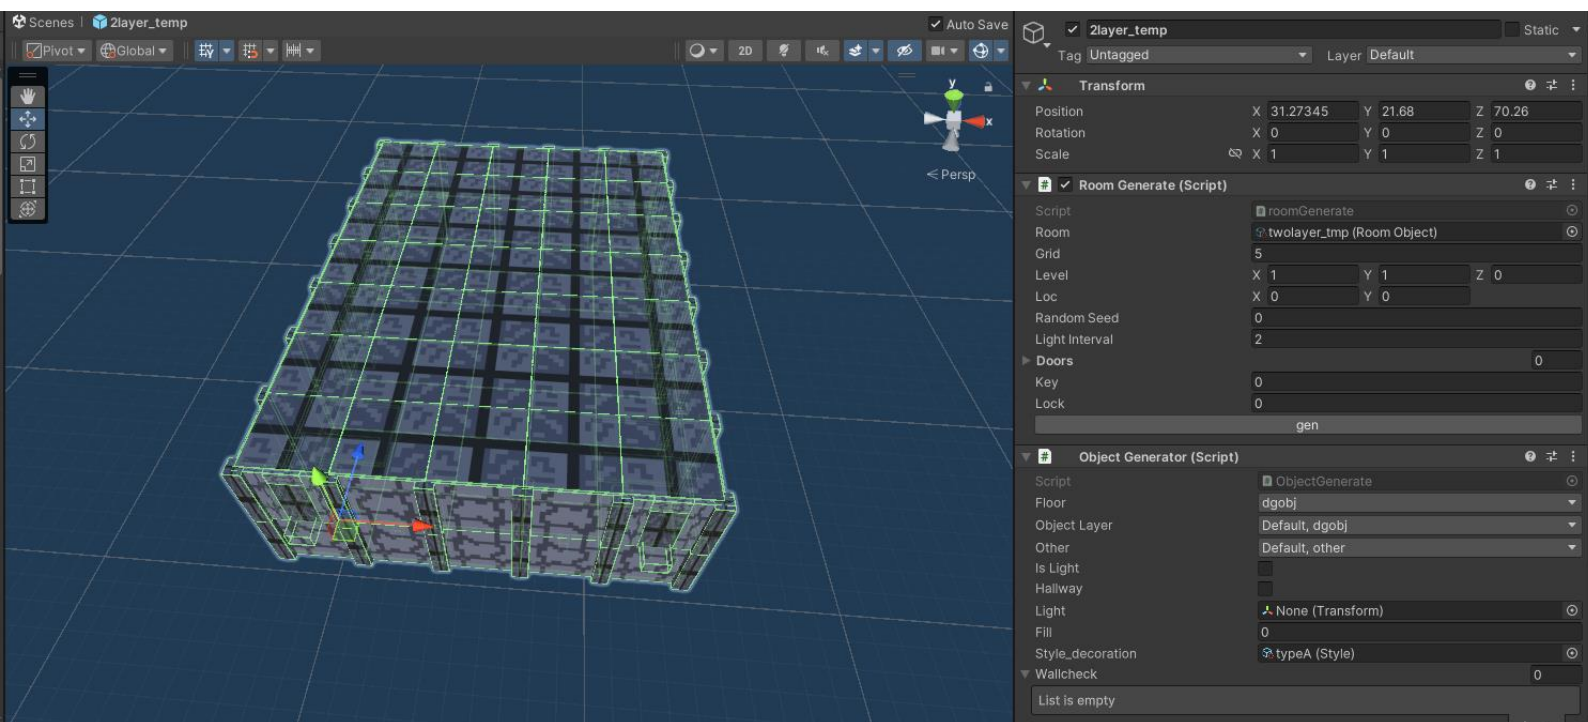 Scenes | 2layer_temp
Auto Save
Pivot Global
2D
y
x
Persp
2layer_temp Static
Tag Untagged Layer Default
Transform
Position X 31.27345 Y 21.68 Z 70.26
Rotation X 0 Y 0 Z 0
Scale X 1 Y 1 Z 1
# Room Generate (Script)
Script roomGenerate
Room twolayer_tmp (Room Object)
Grid 5
Level X 1 Y 1 Z 0
Loc X 0 Y 0
Random Seed 0
Light Interval 2
Doors 0
Key 0
Lock 0
gen
# Object Generator (Script)
Script ObjectGenerate
Floor dgobj
Object Layer Default, dgobj
Other Default, other
Is Light
Hallway
Light None (Transform)
Fill 0
Style_decoration typeA (Style)
Wallcheck 0
List is empty